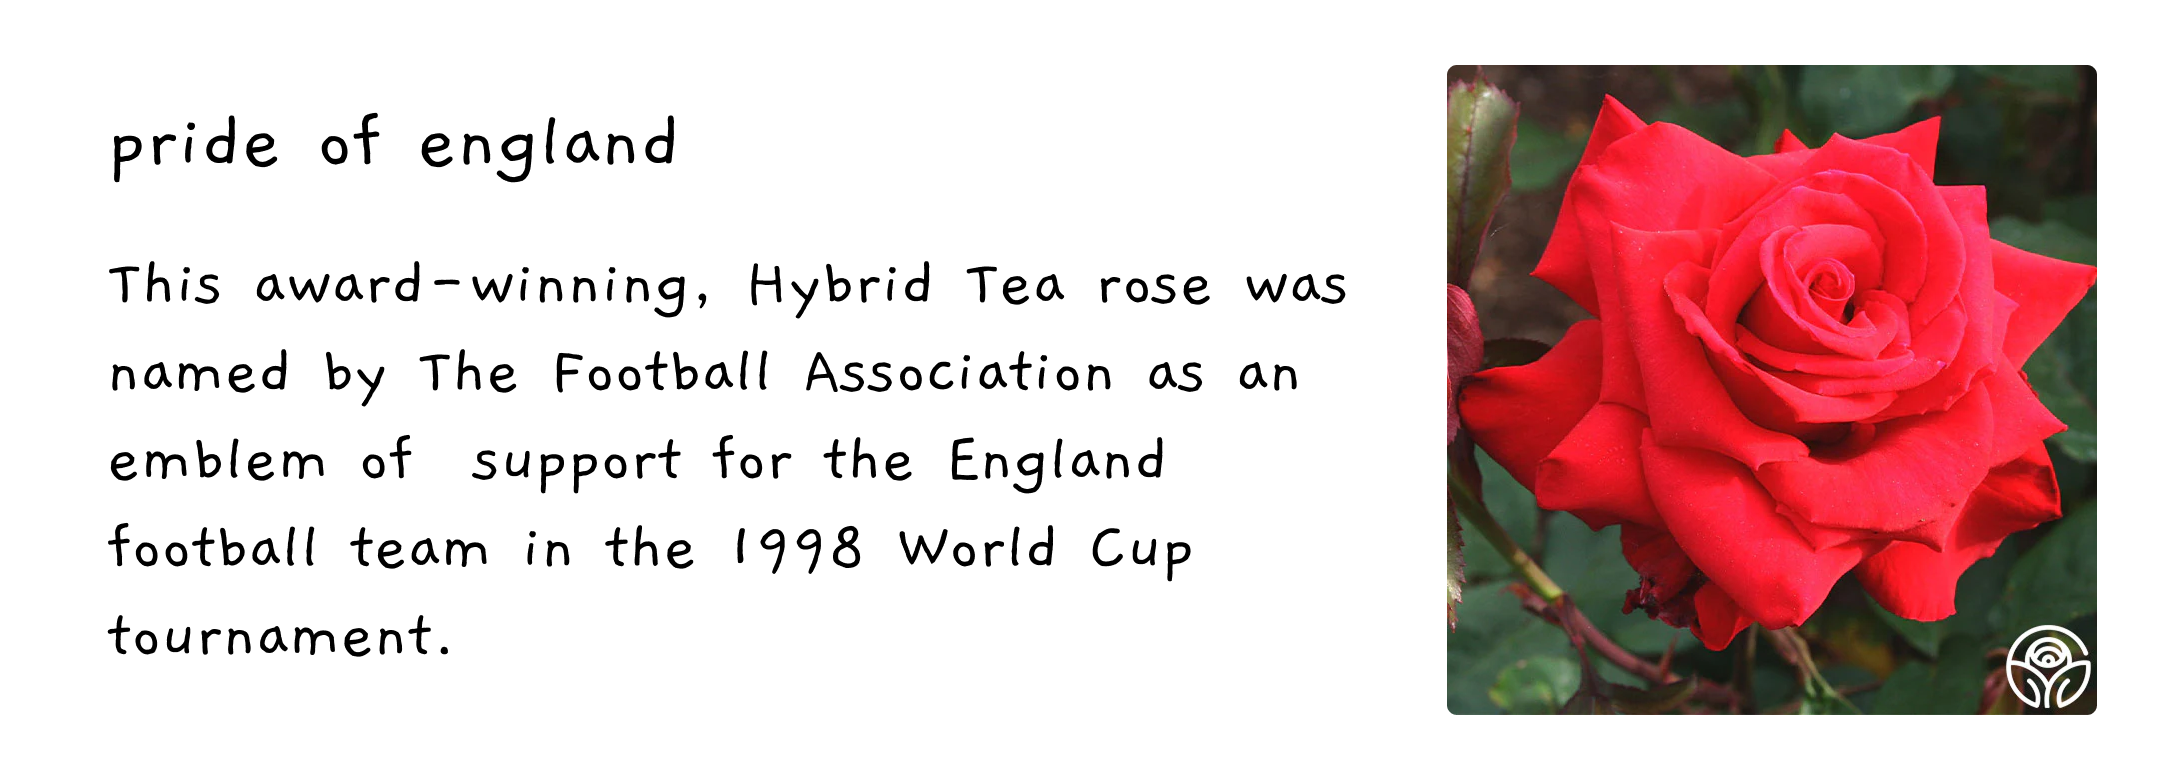 pride of england
This award-winning, Hybrid Tea rose was
named by The Football Association as an
emblem of  support for the England
football team in the 1998 World Cup
tournament.